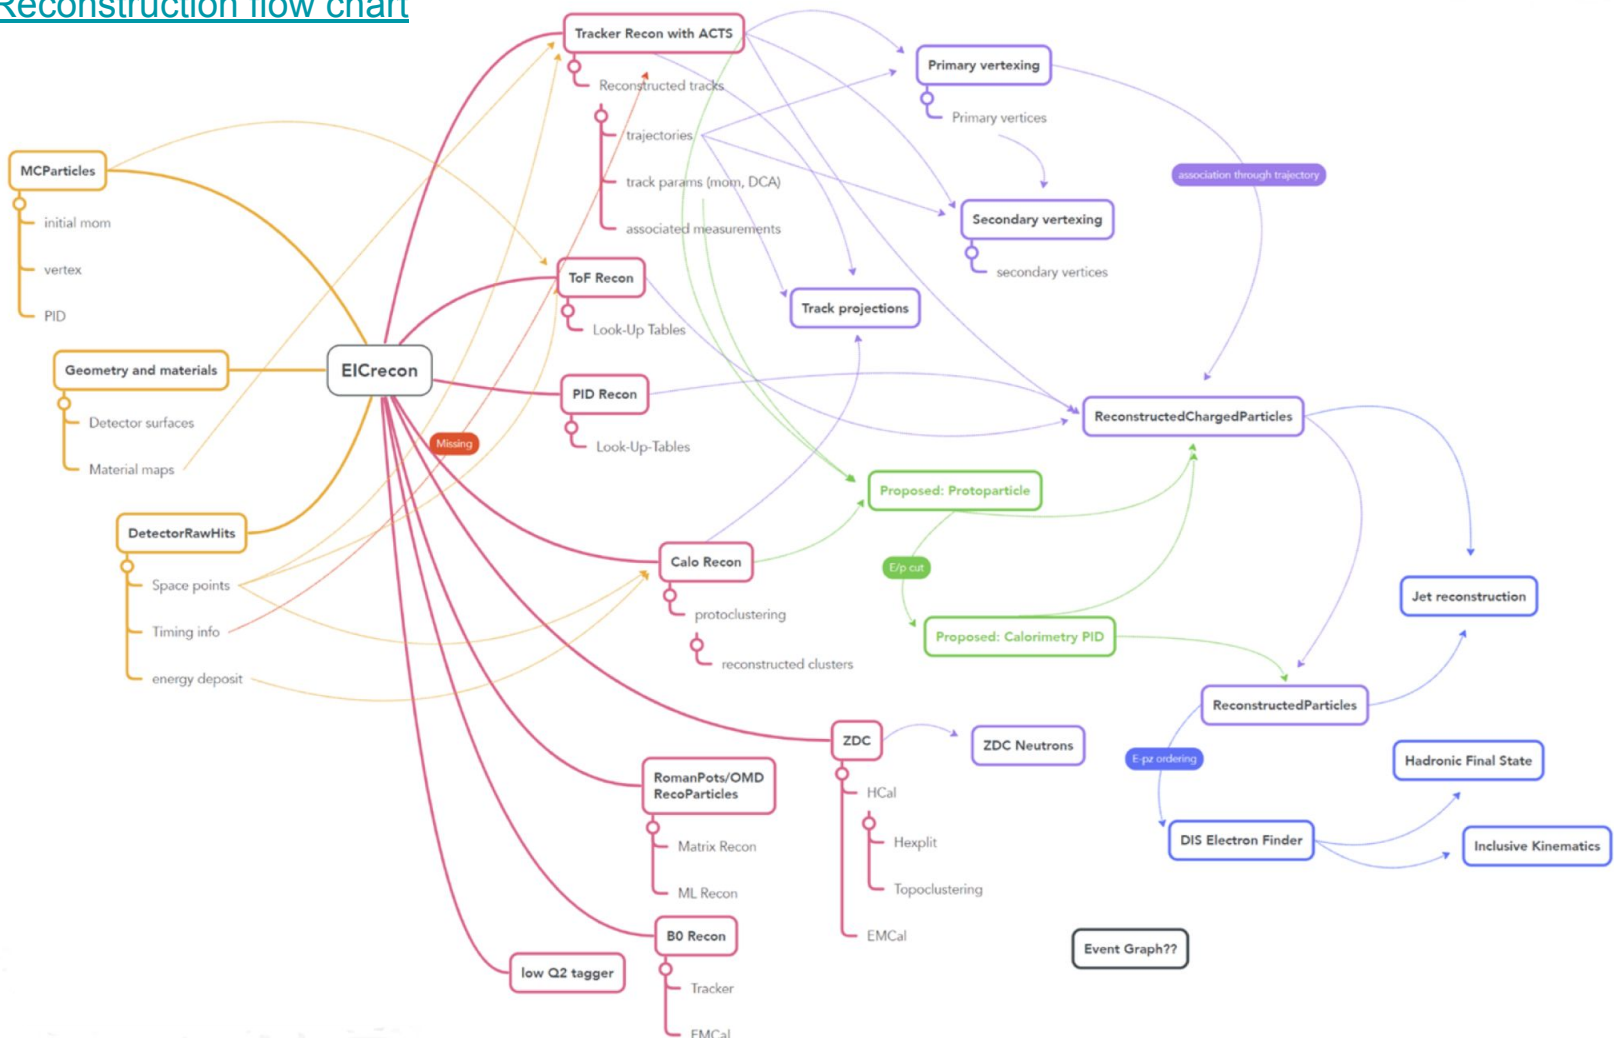 Reconstruction flow chart
Tracker Recon with ACTS
Reconstructed tracks
trajectories
track params (mom, DCA)
associated measurements
Primary vertexing
Primary vertices
association through trajectory
Secondary vertexing
secondary vertices
MCParticles
initial mom
vertex
PID
ToF Recon
Look-Up Tables
Track projections
Geometry and materials
Detector surfaces
Material maps
EICrecon
PID Recon
Look-Up-Tables
ReconstructedChargedParticles
Missing
Proposed: Protoparticle
DetectorRawHits
Space points
Timing info
energy deposit
Calo Recon
protoclustering
reconstructed clusters
E/p cut
Proposed: Calorimetry PID
Jet reconstruction
ReconstructedParticles
ZDC
HCal
Hexplit
Topoclustering
EMCal
ZDC Neutrons
E-pz ordering
Hadronic Final State
DIS Electron Finder
Inclusive Kinematics
RomanPots/OMD
RecoParticles
Matrix Recon
ML Recon
B0 Recon
Tracker
EMCal
low Q2 tagger
Event Graph??